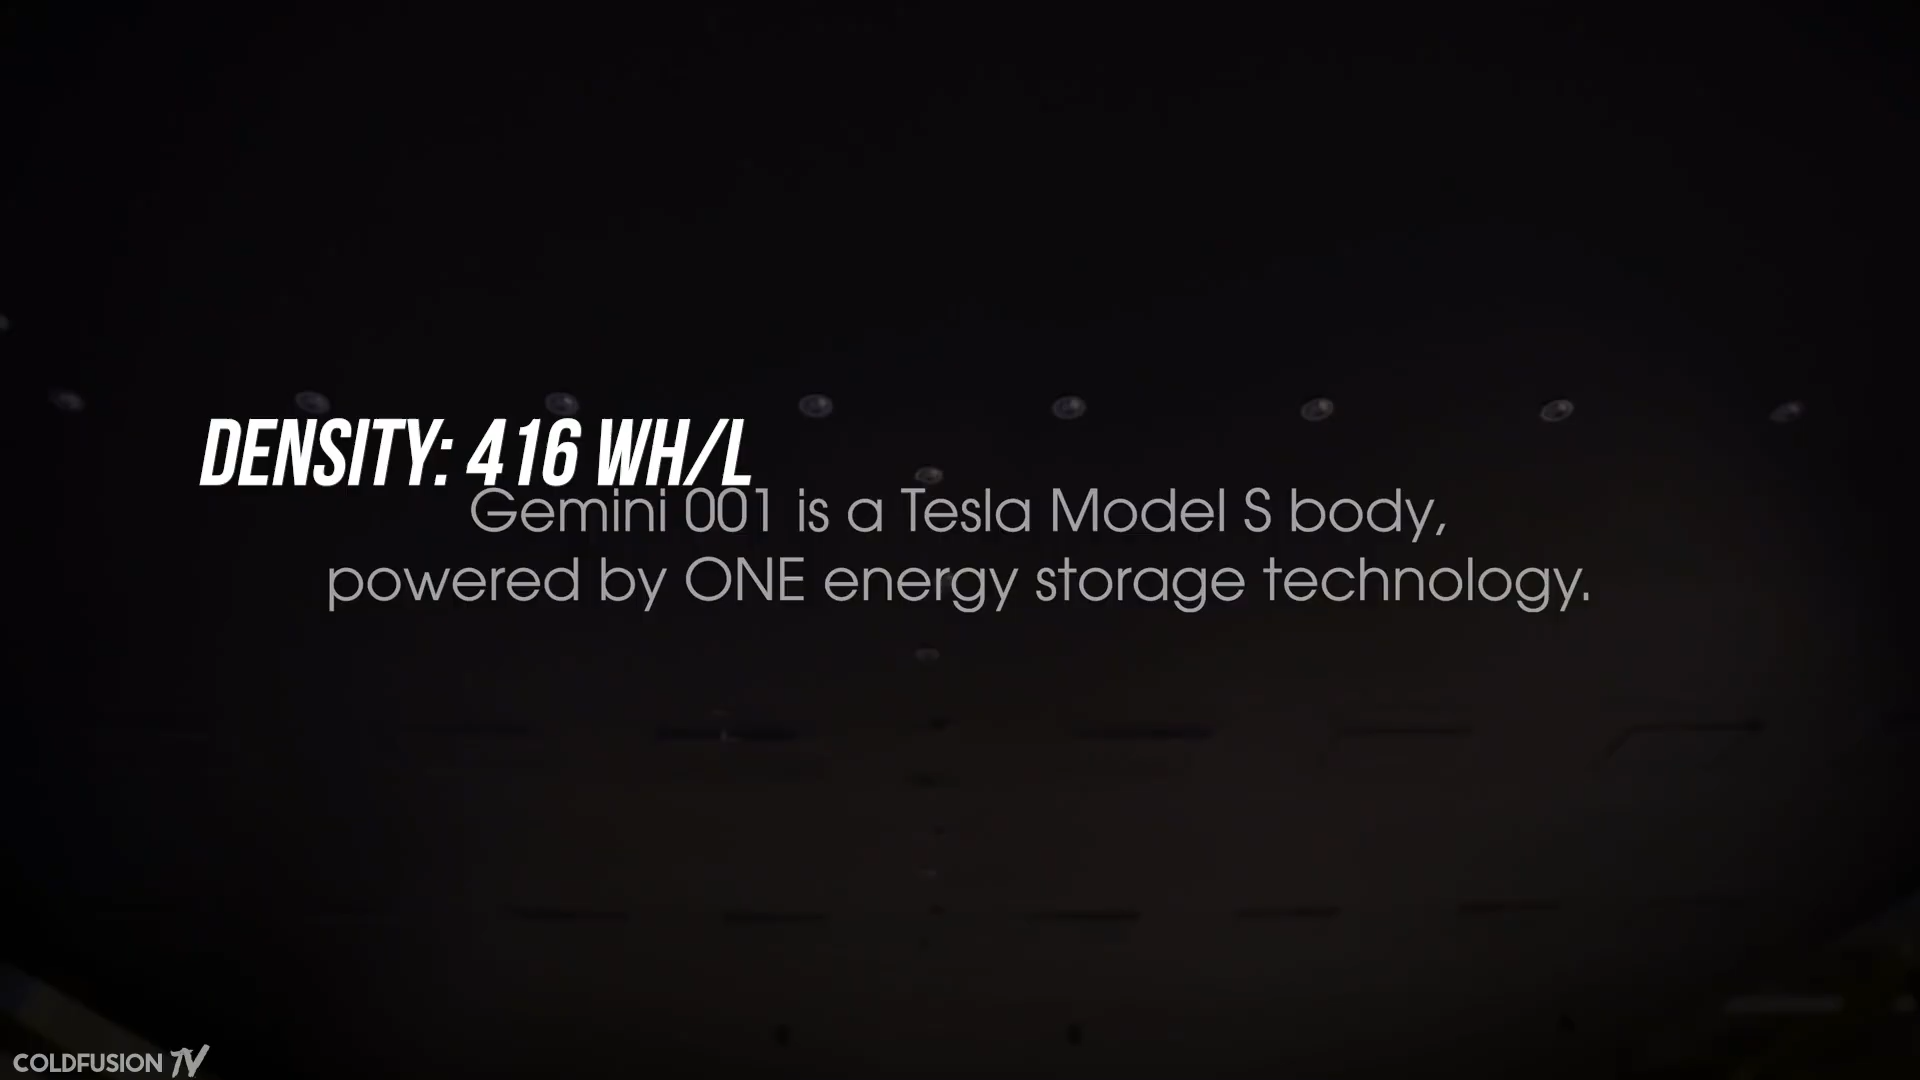 DENSITY: 416 WH/L
Gemini 001 is a Tesla Model S body,
powered by ONE energy storage technology.
COLDFUSION TV